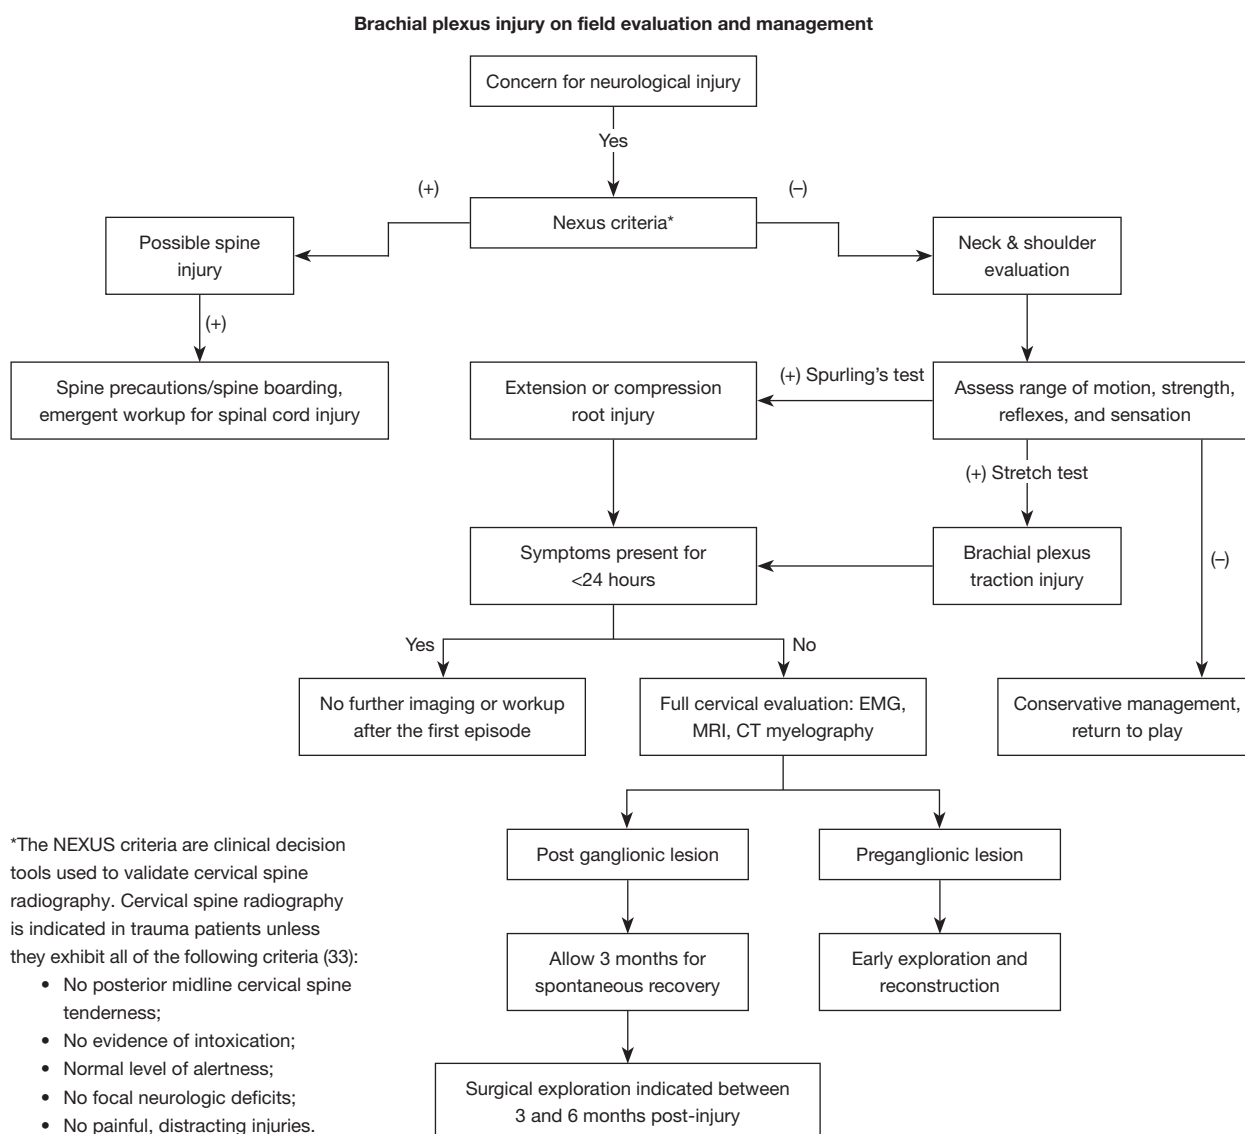 Brachial plexus injury on field evaluation and management
Concern for neurological injury
Yes
(+)
(–)
Nexus criteria*
Possible spine
injury
Neck & shoulder
evaluation
(+)
Spine precautions/spine boarding,
emergent workup for spinal cord injury
Extension or compression
root injury
(+) Spurling’s test
Assess range of motion, strength,
reflexes, and sensation
(+) Stretch test
Symptoms present for
<24 hours
Brachial plexus
traction injury
(–)
Yes
No
No further imaging or workup
after the first episode
Full cervical evaluation: EMG,
MRI, CT myelography
Conservative management,
return to play
Post ganglionic lesion
Preganglionic lesion
Allow 3 months for
spontaneous recovery
Early exploration and
reconstruction
Surgical exploration indicated between
3 and 6 months post-injury
*The NEXUS criteria are clinical decision
tools used to validate cervical spine
radiography. Cervical spine radiography
is indicated in trauma patients unless
they exhibit all of the following criteria (33):
• No posterior midline cervical spine
tenderness;
• No evidence of intoxication;
• Normal level of alertness;
• No focal neurologic deficits;
• No painful, distracting injuries.